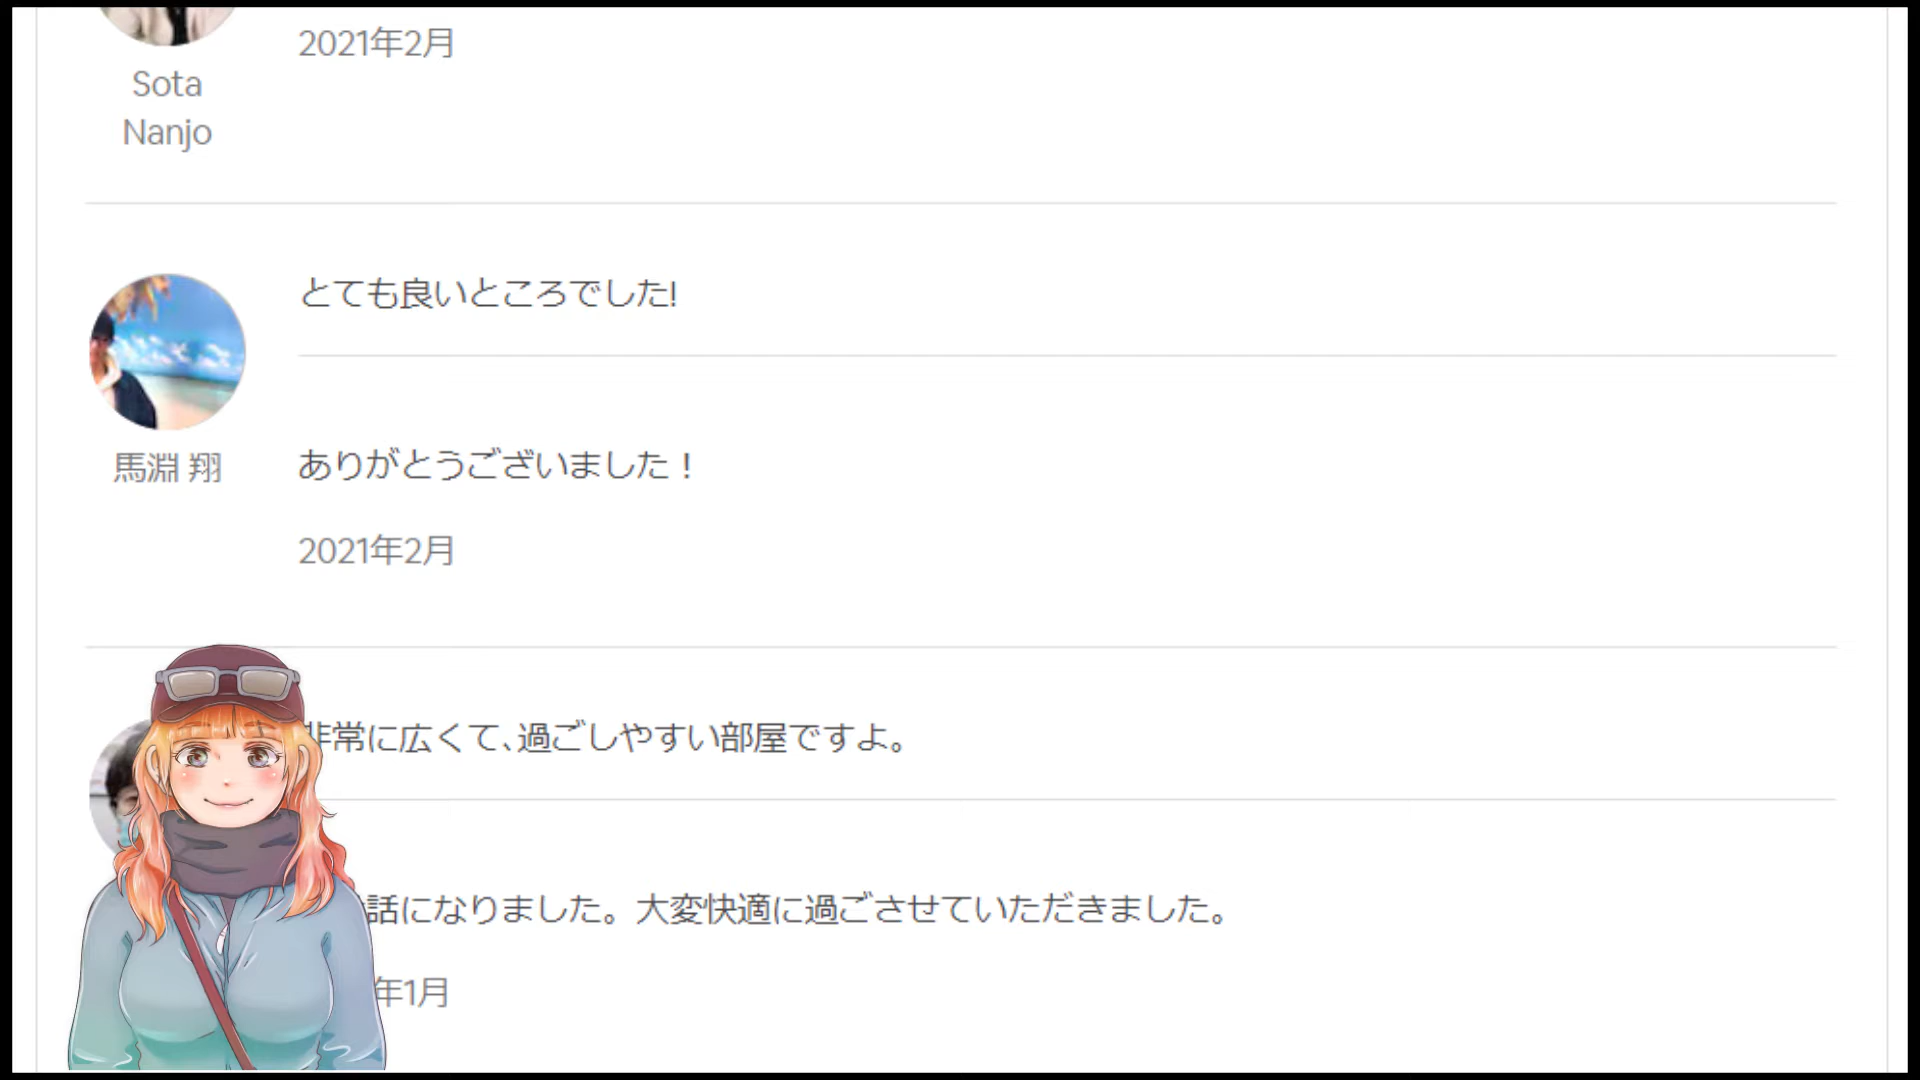 2021年2月
Sota
Nanjo
とても良いところでした!
馬淵 翔
ありがとうございました！
2021年2月
非常に広くて､過ごしやすい部屋ですよ。
話になりました。大変快適に過ごさせていただきました。
年1月